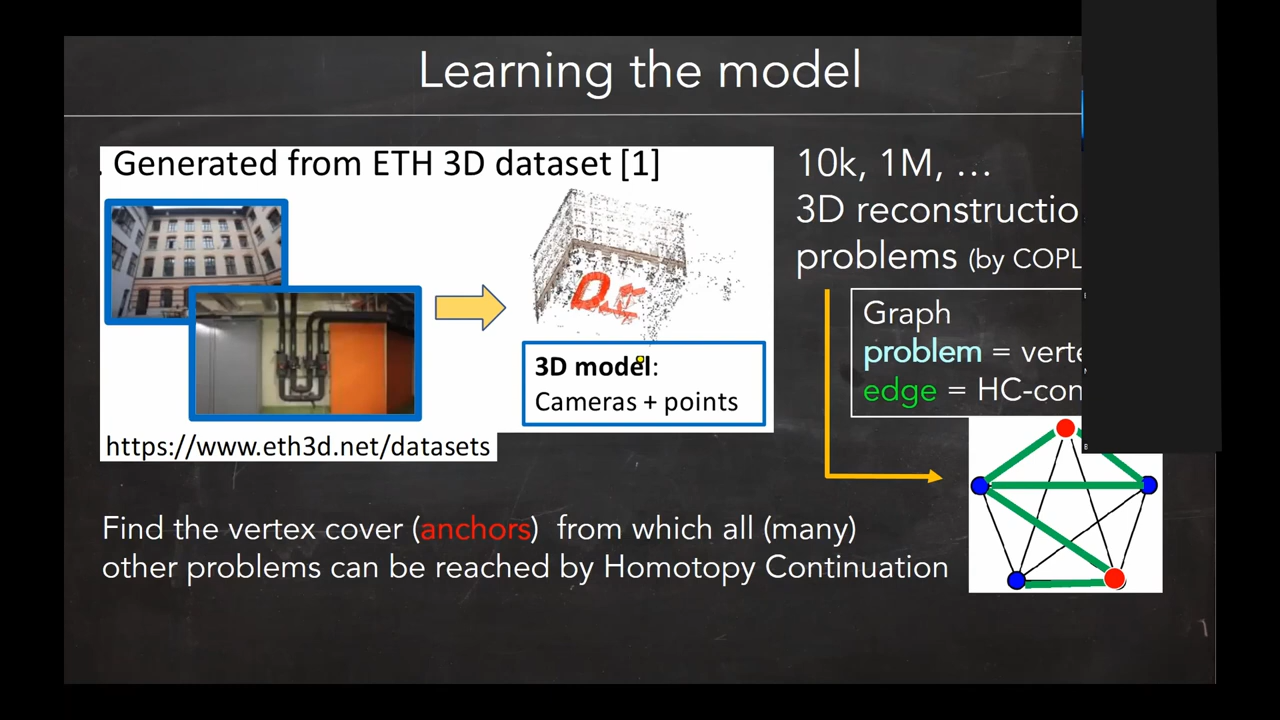 Learning the model
. Generated from ETH 3D dataset [1]
3D model:
Cameras + points
https://www.eth3d.net/datasets
10k, 1M, …
3D reconstructio
problems (by COPL
Graph
problem = verte
edge = HC-con
Find the vertex cover (anchors) from which all (many)
other problems can be reached by Homotopy Continuation